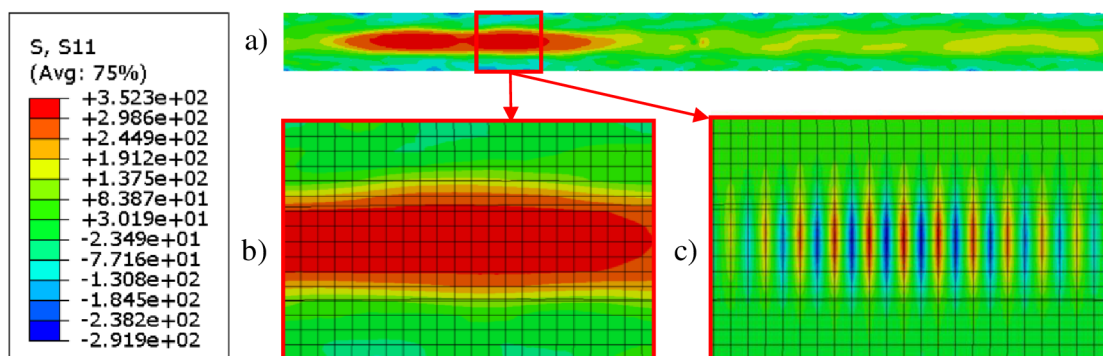 S, S11
(Avg: 75%)
+3.523e+02
+2.986e+02
+2.449e+02
+1.912e+02
+1.375e+02
+8.387e+01
+3.019e+01
-2.349e+01
-7.716e+01
-1.308e+02
-1.845e+02
-2.382e+02
-2.919e+02
a)
b)
c)